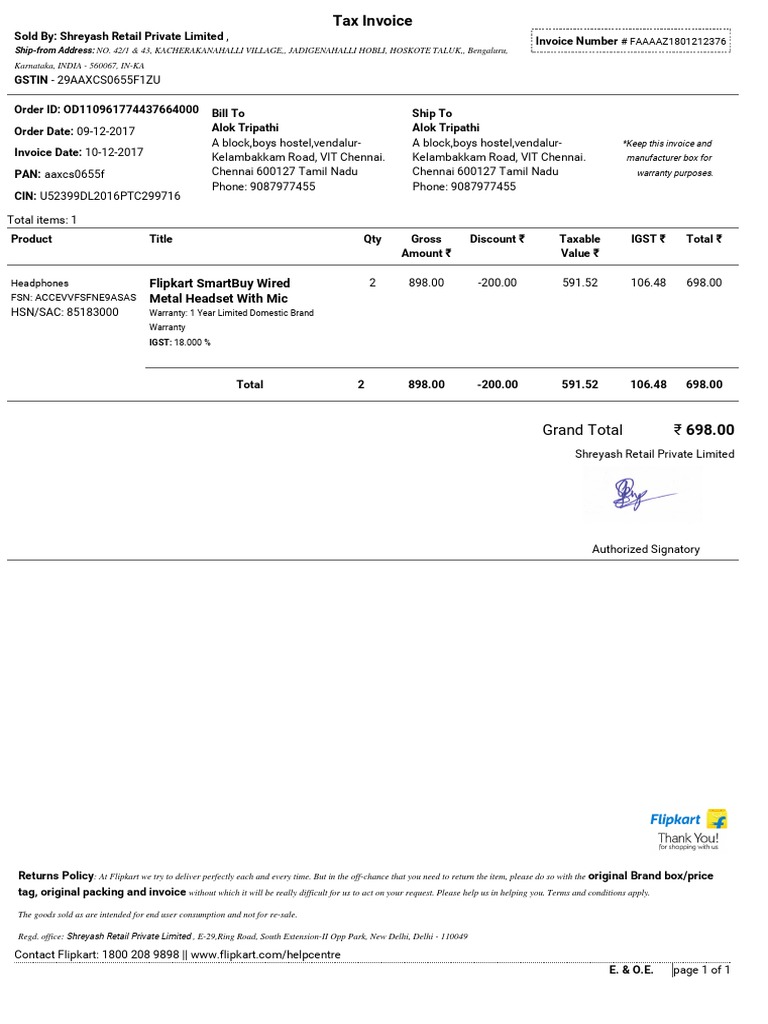 Tax Invoice
Sold By: Shreyash Retail Private Limited ,
Ship-from Address: NO. 42/1 & 43, KACHERAKANAHALLI VILLAGE,, JADIGENAHALLI HOBLI, HOSKOTE TALUK,, Bengaluru,
Karnataka, INDIA - 560067, IN-KA
GSTIN - 29AAXCS0655F1ZU
Invoice Number # FAAAAZ1801212376
Order ID: OD110961774437664000
Order Date: 09-12-2017
Invoice Date: 10-12-2017
PAN: aaxcs0655f
CIN: U52399DL2016PTC299716
Bill To
Alok Tripathi
A block,boys hostel,vendalur-
Kelambakkam Road, VIT Chennai.
Chennai 600127 Tamil Nadu
Phone: 9087977455
Ship To
Alok Tripathi
A block,boys hostel,vendalur-
Kelambakkam Road, VIT Chennai.
Chennai 600127 Tamil Nadu
Phone: 9087977455
*Keep this invoice and
manufacturer box for
warranty purposes.
Total items: 1
Product Title Qty Gross Amount ₹ Discount ₹ Taxable Value ₹ IGST ₹ Total ₹
Headphones
FSN: ACCEVVFSFNE9ASAS
HSN/SAC: 85183000
Flipkart SmartBuy Wired
Metal Headset With Mic
Warranty: 1 Year Limited Domestic Brand
Warranty
IGST: 18.000 %
2 898.00 -200.00 591.52 106.48 698.00
Total 2 898.00 -200.00 591.52 106.48 698.00
Grand Total ₹ 698.00
Shreyash Retail Private Limited
Authorized Signatory
Flipkart
Thank You!
for shopping with us
Returns Policy: At Flipkart we try to deliver perfectly each and every time. But in the off-chance that you need to return the item, please do so with the original Brand box/price
tag, original packing and invoice without which it will be really difficult for us to act on your request. Please help us in helping you. Terms and conditions apply.
The goods sold as are intended for end user consumption and not for re-sale.
Regd. office: Shreyash Retail Private Limited , E-29,Ring Road, South Extension-II Opp Park, New Delhi, Delhi - 110049
Contact Flipkart: 1800 208 9898 || www.flipkart.com/helpcentre
E. & O.E. page 1 of 1